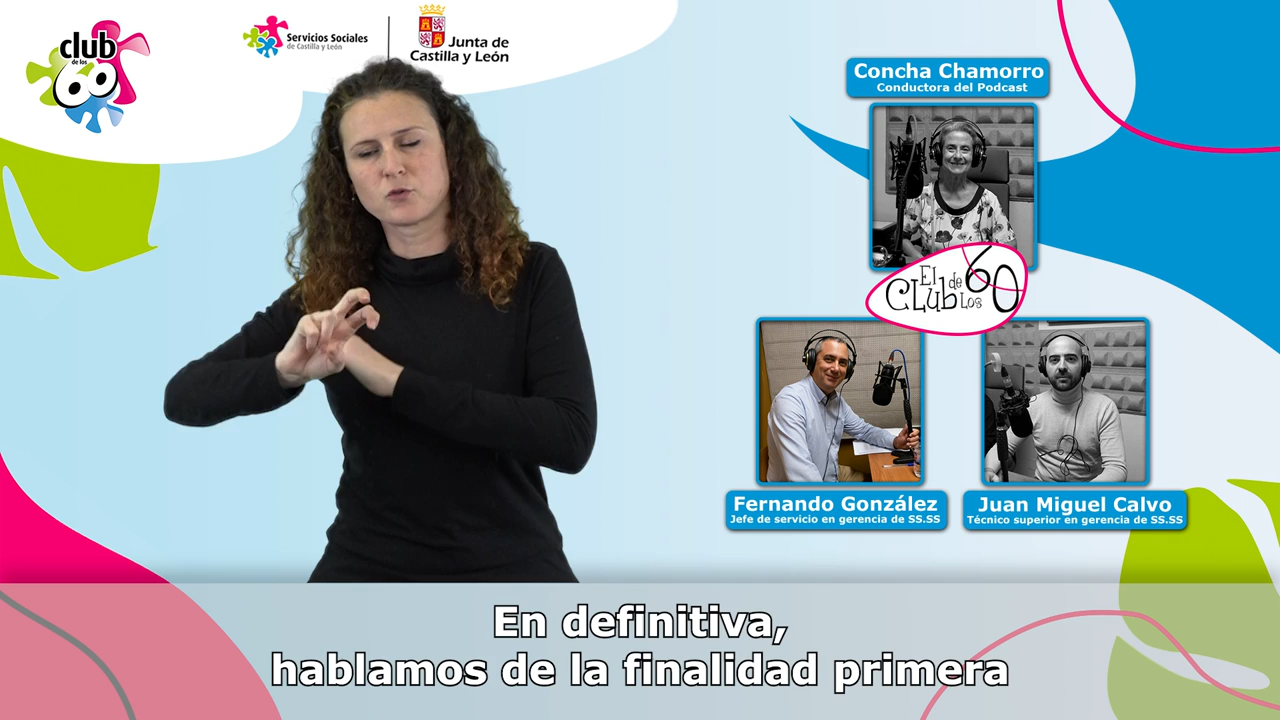 club
de los
60
Servicios Sociales
de Castilla y León
Junta de
Castilla y León
Concha Chamorro
Conductora del Podcast
El
CLUb de
Los 60
Fernando González
Jefe de servicio en gerencia de SS.SS
Juan Miguel Calvo
Técnico superior en gerencia de SS.SS
En definitiva,
hablamos de la finalidad primera